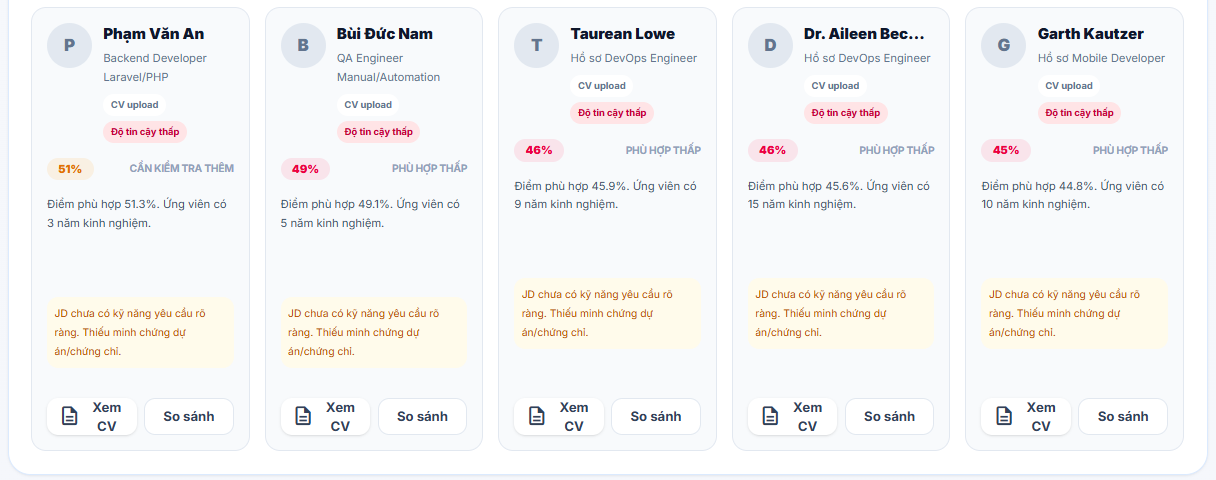 P
Phạm Văn An
Backend Developer
Laravel/PHP
CV upload
Độ tin cậy thấp
51%
CẦN KIỂM TRA THÊM
Điểm phù hợp 51.3%. Ứng viên có
3 năm kinh nghiệm.
JD chưa có kỹ năng yêu cầu rõ
ràng. Thiếu minh chứng dự
án/chứng chỉ.
Xem
CV
So sánh
B
Bùi Đức Nam
QA Engineer
Manual/Automation
CV upload
Độ tin cậy thấp
49%
PHÙ HỢP THẤP
Điểm phù hợp 49.1%. Ứng viên có
5 năm kinh nghiệm.
JD chưa có kỹ năng yêu cầu rõ
ràng. Thiếu minh chứng dự
án/chứng chỉ.
Xem
CV
So sánh
T
Taurean Lowe
Hồ sơ DevOps Engineer
CV upload
Độ tin cậy thấp
46%
PHÙ HỢP THẤP
Điểm phù hợp 45.9%. Ứng viên có
9 năm kinh nghiệm.
JD chưa có kỹ năng yêu cầu rõ
ràng. Thiếu minh chứng dự
án/chứng chỉ.
Xem
CV
So sánh
D
Dr. Aileen Bec...
Hồ sơ DevOps Engineer
CV upload
Độ tin cậy thấp
46%
PHÙ HỢP THẤP
Điểm phù hợp 45.6%. Ứng viên có
15 năm kinh nghiệm.
JD chưa có kỹ năng yêu cầu rõ
ràng. Thiếu minh chứng dự
án/chứng chỉ.
Xem
CV
So sánh
G
Garth Kautzer
Hồ sơ Mobile Developer
CV upload
Độ tin cậy thấp
45%
PHÙ HỢP THẤP
Điểm phù hợp 44.8%. Ứng viên có
10 năm kinh nghiệm.
JD chưa có kỹ năng yêu cầu rõ
ràng. Thiếu minh chứng dự
án/chứng chỉ.
Xem
CV
So sánh